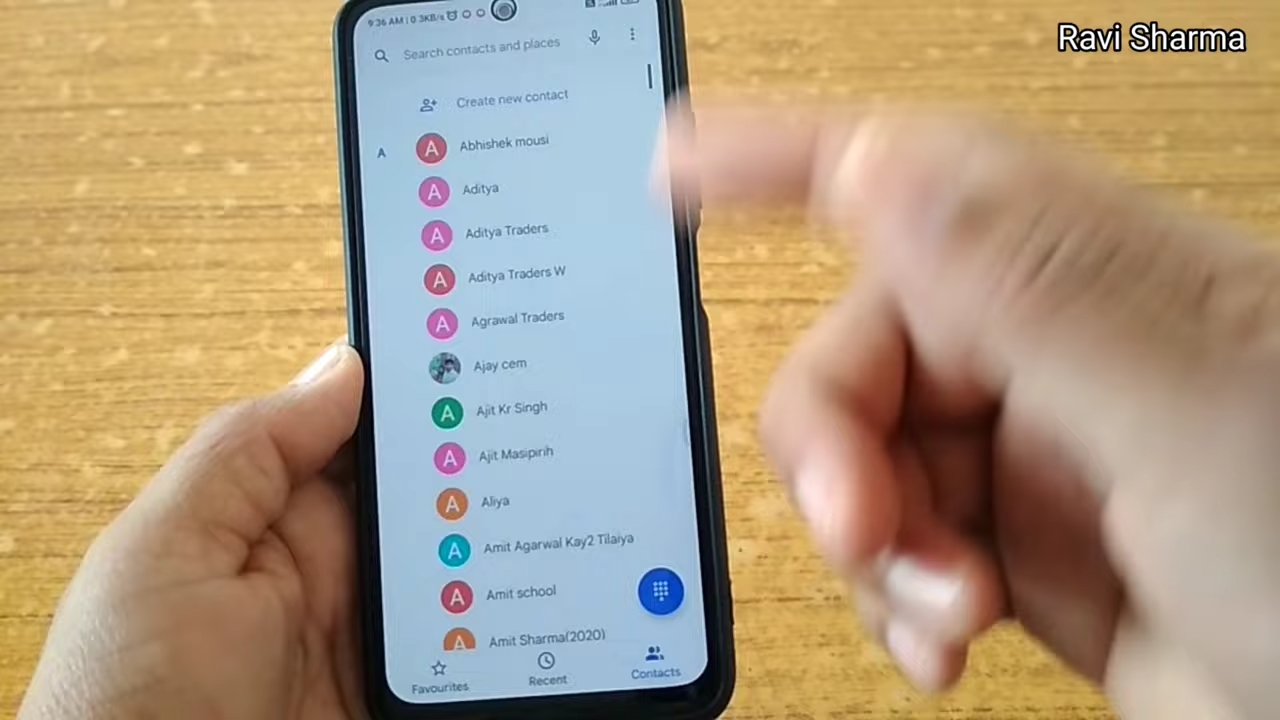 Ravi Sharma
9:36 AM | 0.3KB/s
Search contacts and places
Create new contact
A
A Abhishek mousi
A Aditya
A Aditya Traders
A Aditya Traders W
A Agrawal Traders
Ajay cem
A Ajit Kr Singh
A Ajit Masipirih
A Aliya
A Amit Agarwal Kay2 Tilaiya
A Amit school
A Amit Sharma(2020)
Favourites Recent Contacts